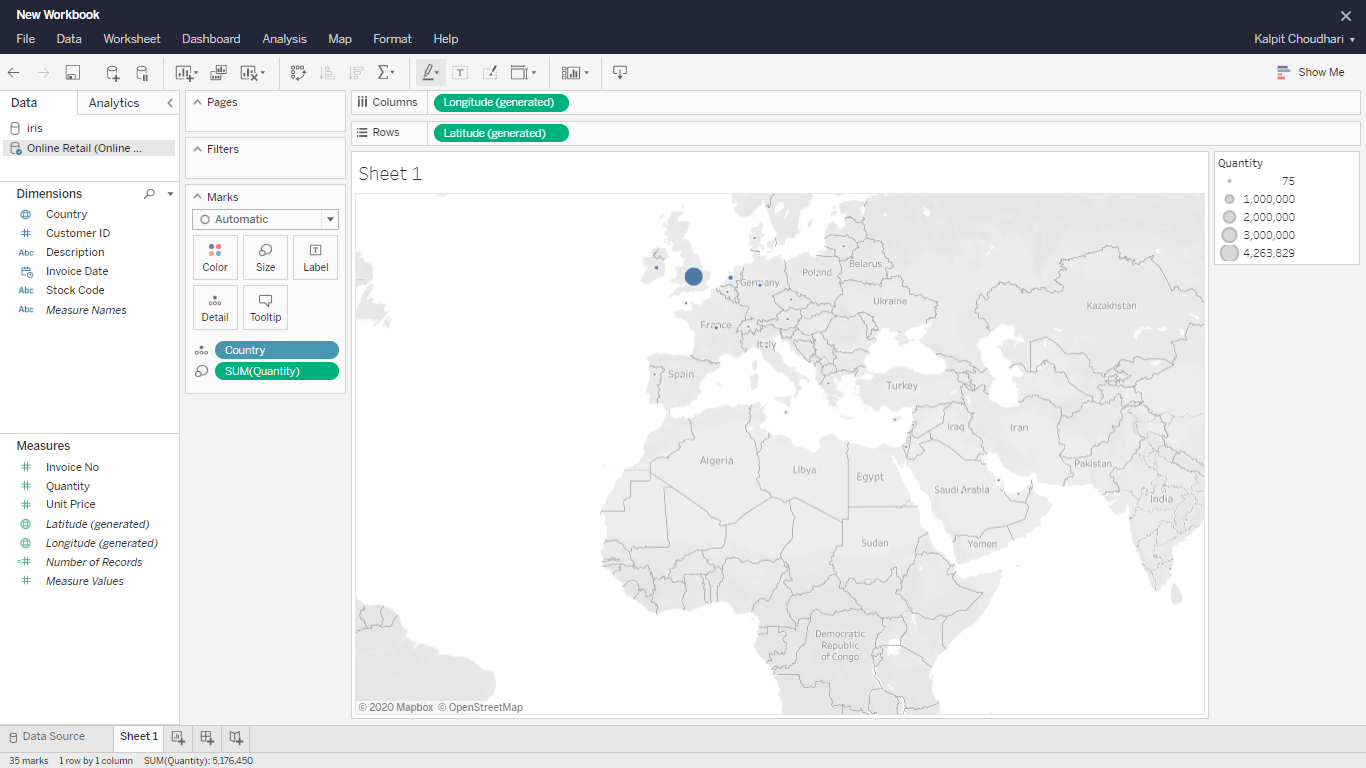 New Workbook
File Data Worksheet Dashboard Analysis Map Format Help
Kalpit Choudhari
Show Me
Data Analytics
iris
Online Retail (Online ...
Dimensions
Country
Customer ID
Abc Description
Invoice Date
Abc Stock Code
Abc Measure Names
Measures
Invoice No
Quantity
Unit Price
Latitude (generated)
Longitude (generated)
Number of Records
Measure Values
Pages
Filters
Marks
Automatic
Color Size Label
Detail Tooltip
Country
SUM(Quantity)
Columns Longitude (generated)
Rows Latitude (generated)
Sheet 1
Belarus
Poland
Germany
Ukraine
Kazakhstan
France
Italy
Spain
Turkey
Iraq Iran
Algeria
Libya
Egypt
Pakistan
Saudi Arabia
India
Sudan
Yemen
Democratic
Republic
of Congo
© 2020 Mapbox © OpenStreetMap
Quantity
75
1,000,000
2,000,000
3,000,000
4,263,829
Data Source Sheet 1
35 marks 1 row by 1 column SUM(Quantity): 5,176,450